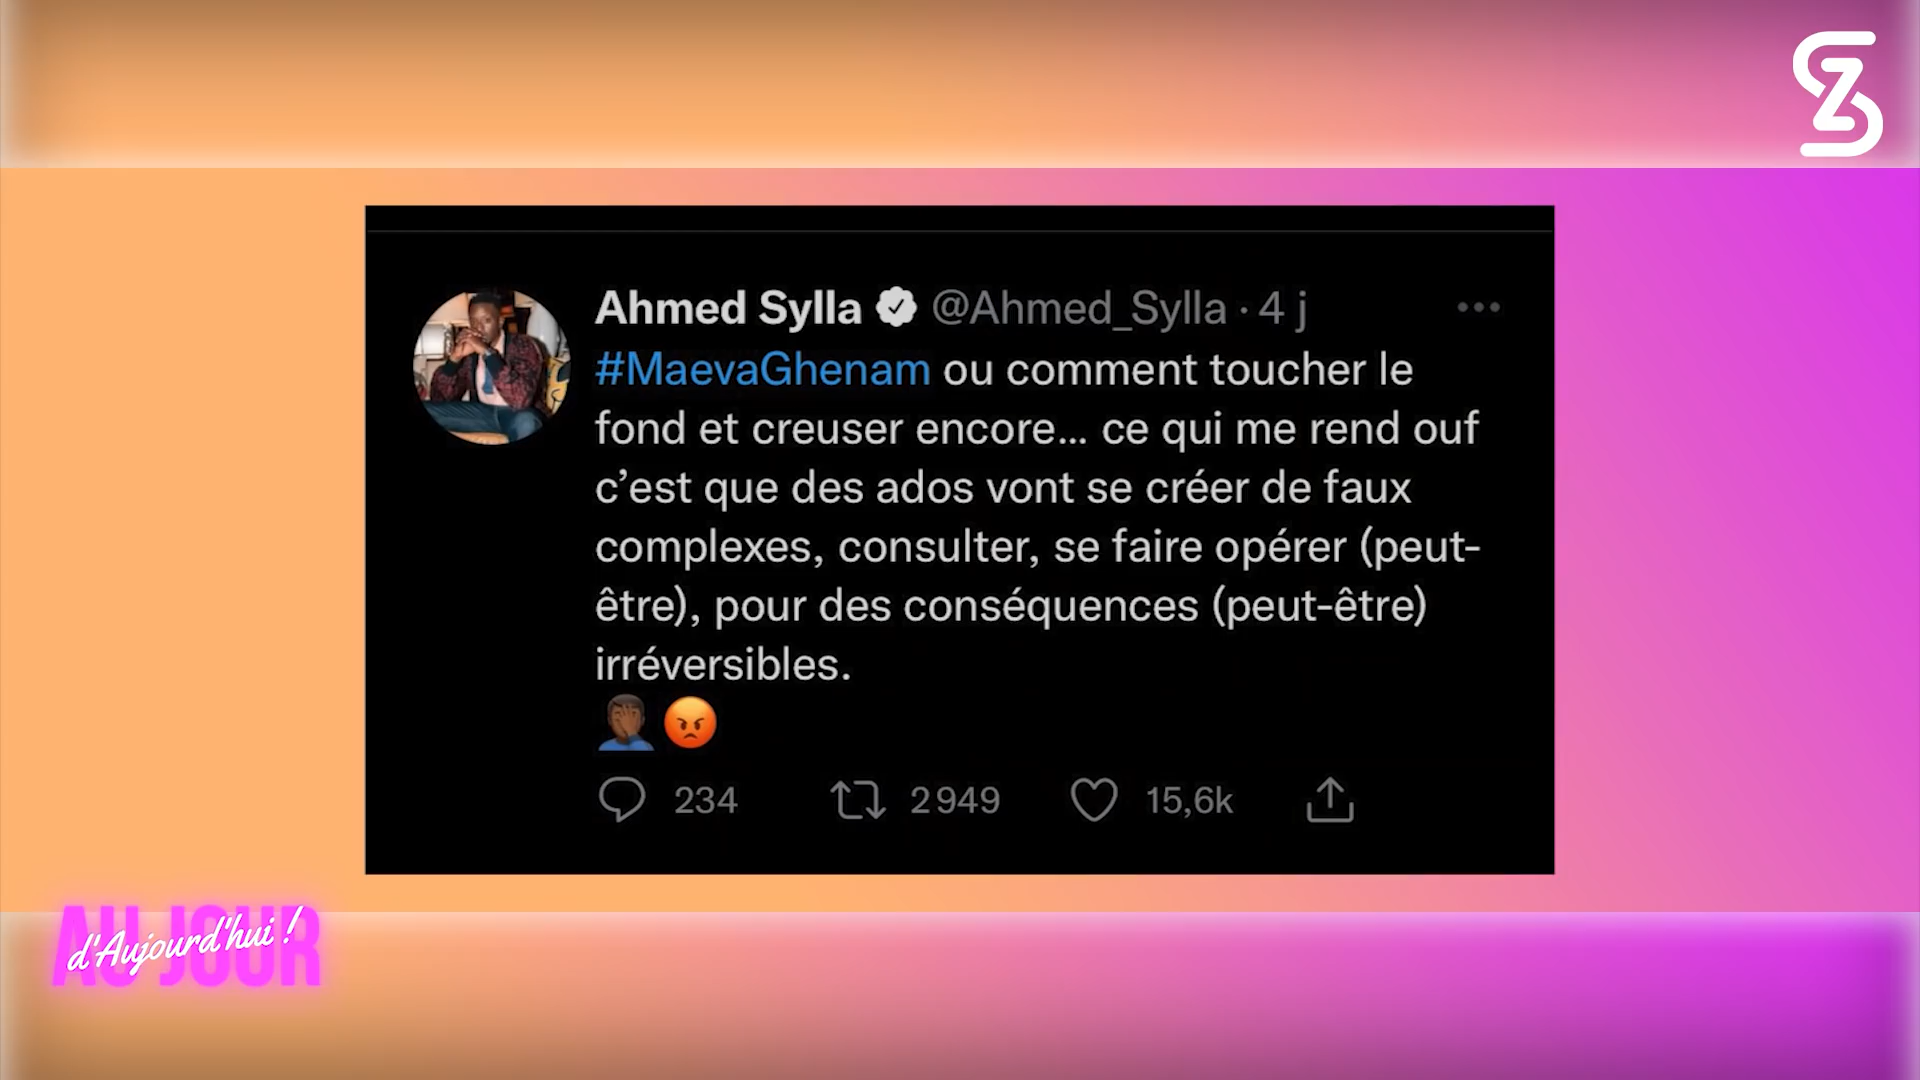 Ahmed Sylla @Ahmed_Sylla · 4 j
#MaevaGhenam ou comment toucher le
fond et creuser encore... ce qui me rend ouf
c’est que des ados vont se créer de faux
complexes, consulter, se faire opérer (peut-
être), pour des conséquences (peut-être)
irréversibles.
234 2 949 15,6k
AU JOUR
d'Aujourd'hui !